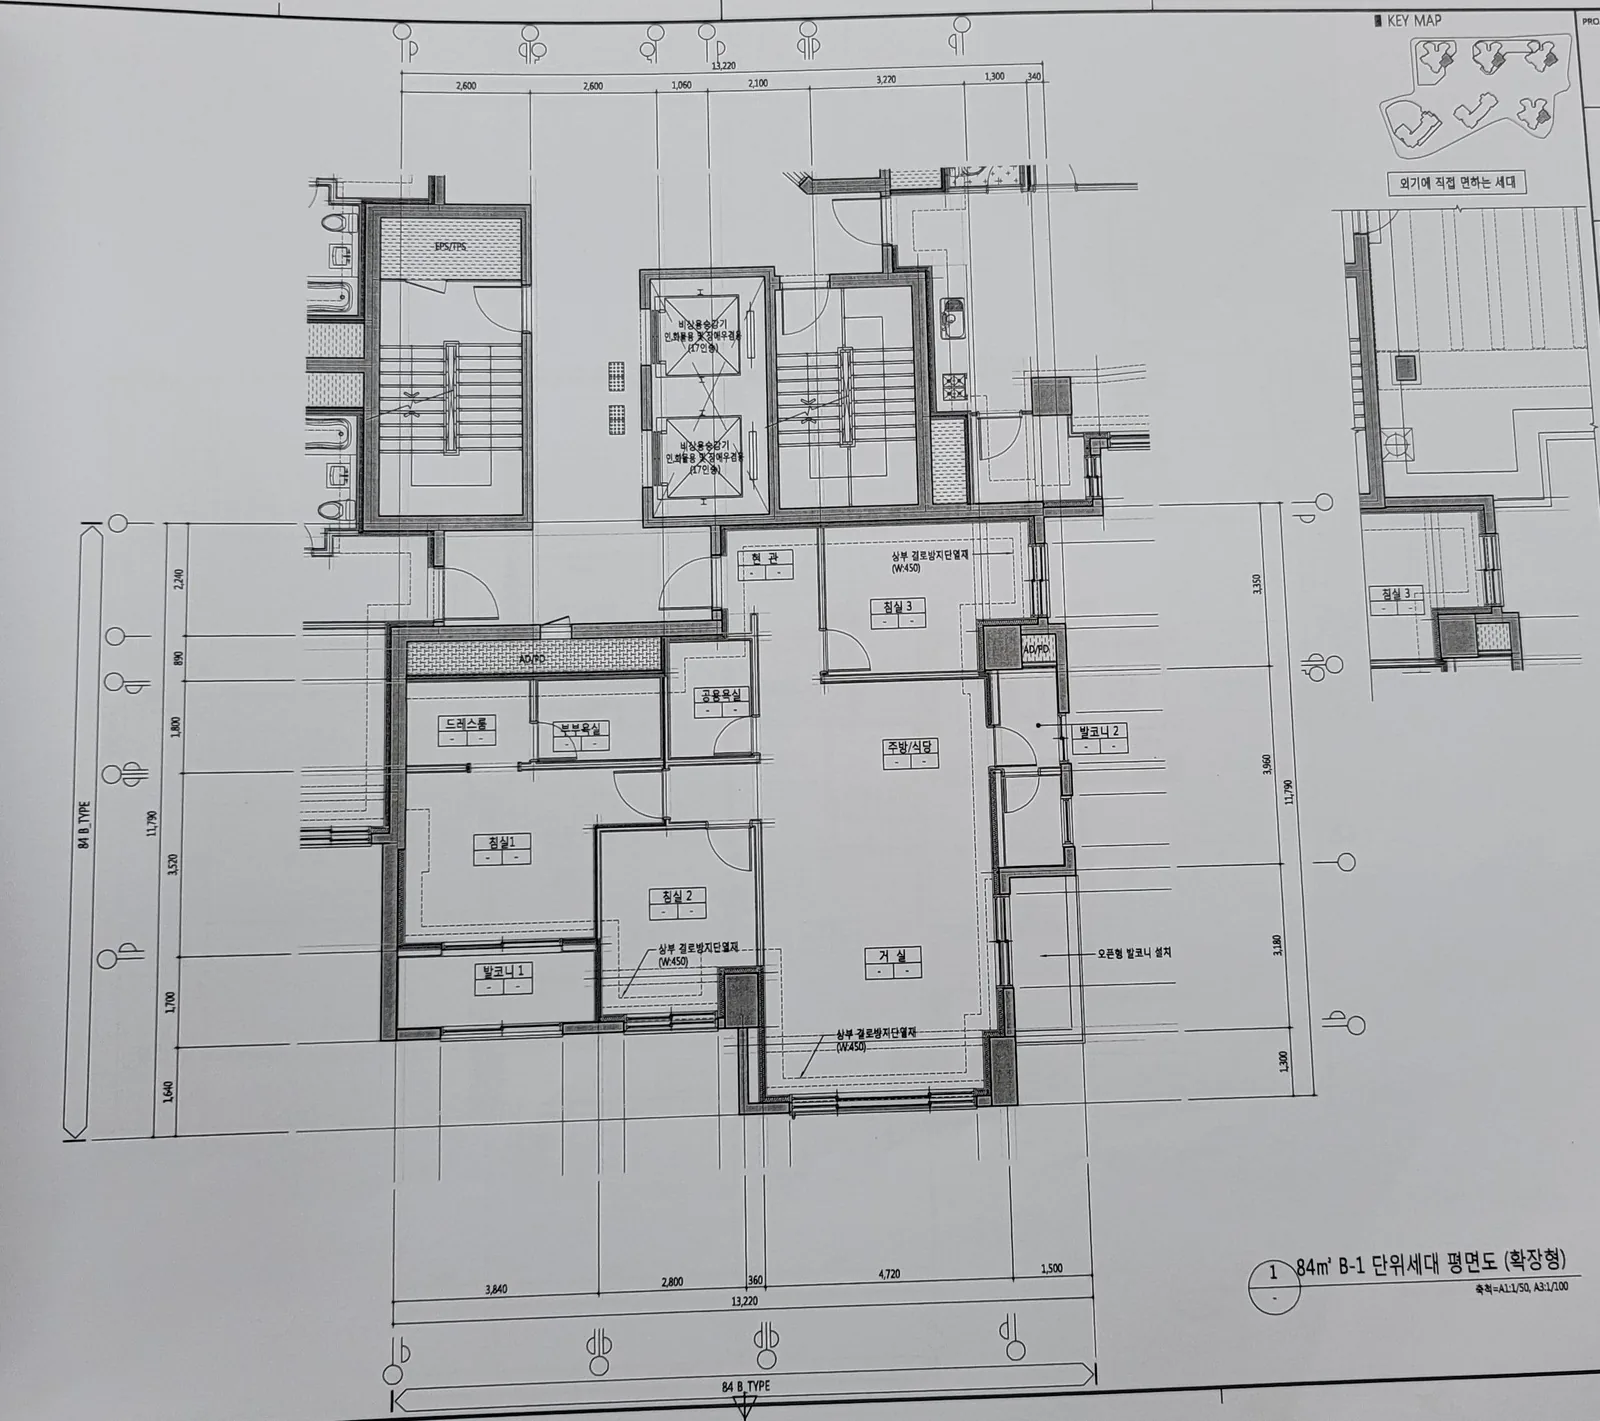 KEY MAP
PRO
13,220
2,600
2,600
1,060
2,100
3,220
1,300
340
외기에 직접 면하는 세대
EPS/TPS
비상용승강기
인,화물용 및 장애우겸용
(17인승)
비상용승강기
인,화물용 및 장애우겸용
(17인승)
현 관
- -
상부 결로방지단열재
(W:450)
침실 3
- -
침실 3
- -
AD/PD
AD/PD
드레스룸
- -
부부욕실
- -
공용욕실
- -
주방/식당
- -
발코니 2
- -
침실1
- -
침실 2
- -
상부 결로방지단열재
(W:450)
발코니 1
- -
거 실
- -
오픈형 발코니 설치
상부 결로방지단열재
(W:450)
84 B_TYPE
11,790
2,240
890
1,800
3,520
1,700
1,640
3,350
3,960
11,790
3,180
1,300
3,840
2,800
360
4,720
1,500
13,220
84 B_TYPE
1
-
84㎡ B-1 단위세대 평면도 (확장형)
축척=A1:1/50, A3:1/100